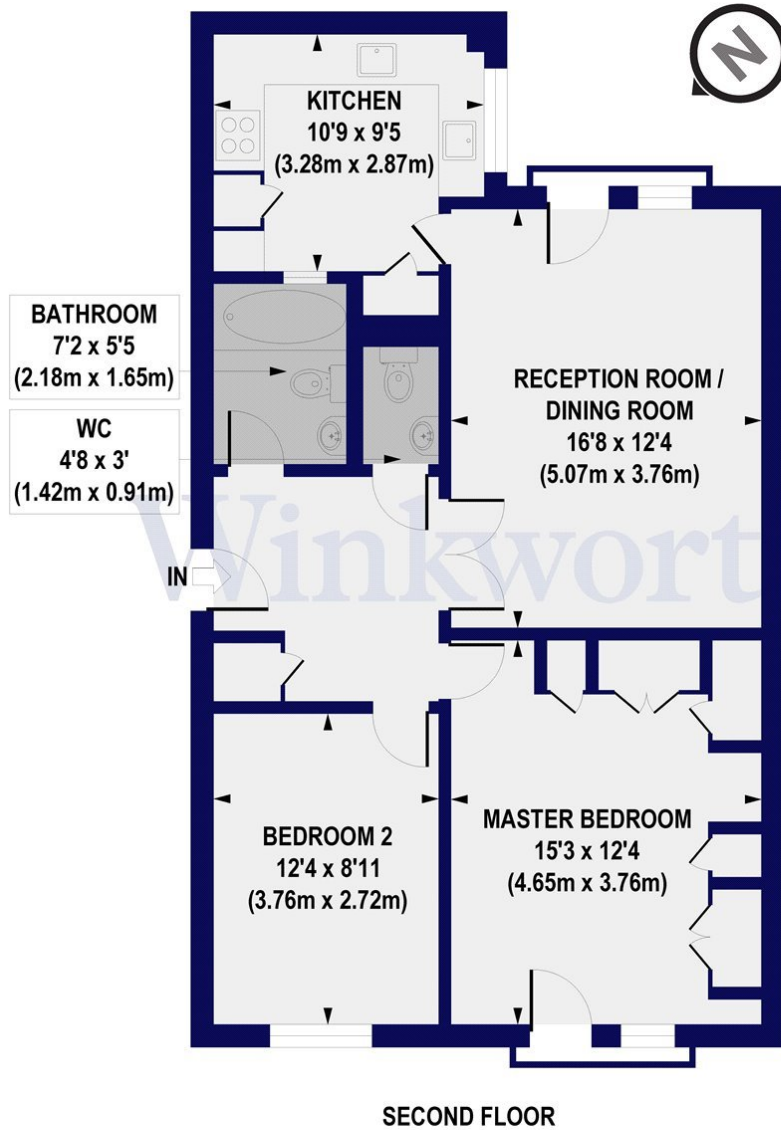 N
KITCHEN
10'9 x 9'5
(3.28m x 2.87m)
BATHROOM
7'2 x 5'5
(2.18m x 1.65m)
WC
4'8 x 3'
(1.42m x 0.91m)
RECEPTION ROOM /
DINING ROOM
16'8 x 12'4
(5.07m x 3.76m)
Winkwort
IN
BEDROOM 2
12'4 x 8'11
(3.76m x 2.72m)
MASTER BEDROOM
15'3 x 12'4
(4.65m x 3.76m)
SECOND FLOOR